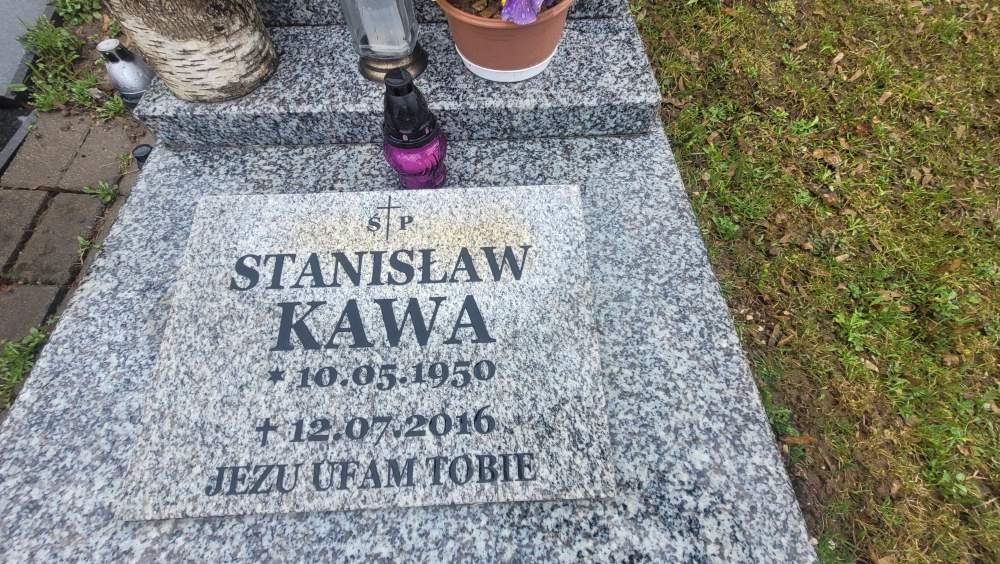 Ś P
STANISŁAW
KAWA
* 10.05.1950
† 12.07.2016
JEZU UFAM TOBIE